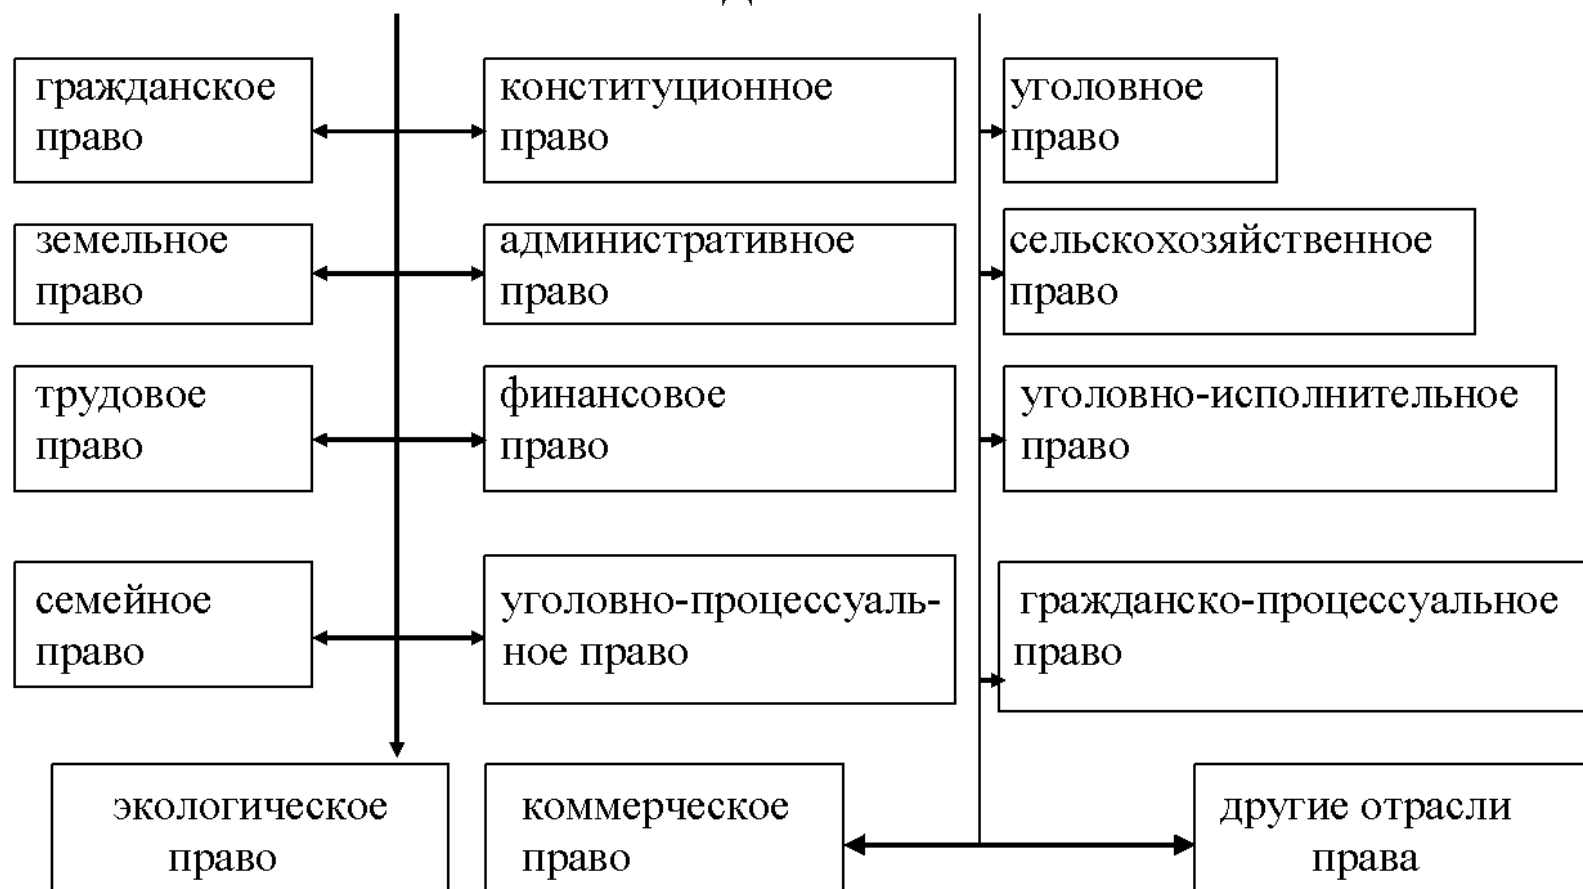 гражданское
право
конституционное
право
уголовное
право
земельное
право
административное
право
сельскохозяйственное
право
трудовое
право
финансовое
право
уголовно-исполнительное
право
семейное
право
уголовно-процессуаль-
ное право
гражданско-процессуальное
право
экологическое
право
коммерческое
право
другие отрасли
права